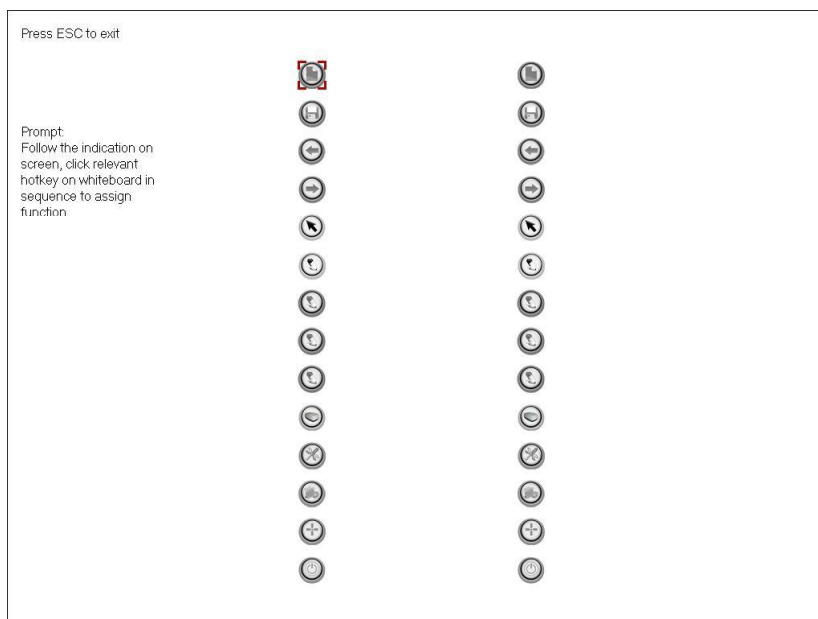 Press ESC to exit
Prompt:
Follow the indication on
screen, click relevant
hotkey on whiteboard in
sequence to assign
function